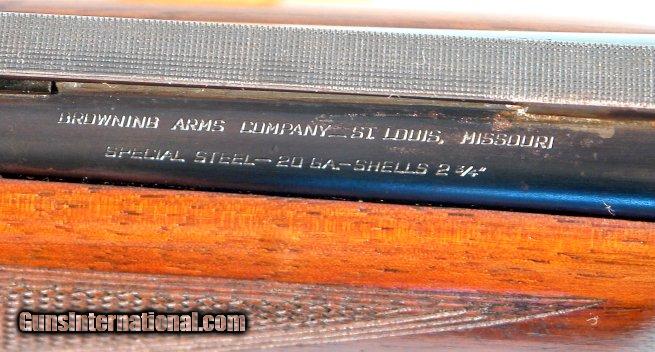 BROWNING ARMS COMPANY—ST. LOUIS, MISSOURI
SPECIAL STEEL—20 GA.—SHELLS 2 3/4"
GunsInternational.com